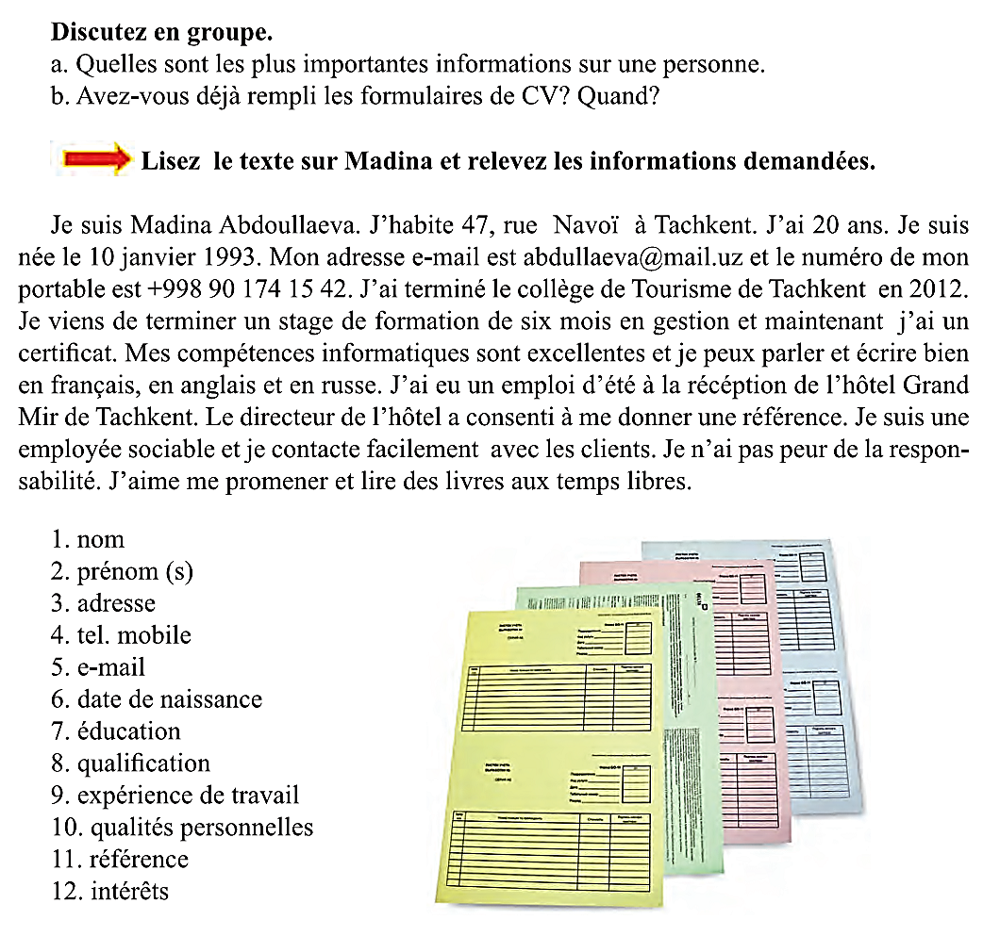 Discutez en groupe.
a. Quelles sont les plus importantes informations sur une personne.
b. Avez-vous déjà rempli les formulaires de CV? Quand?
Lisez le texte sur Madina et relevez les informations demandées.
Je suis Madina Abdoullaeva. J’habite 47, rue Navoï à Tachkent. J’ai 20 ans. Je suis
née le 10 janvier 1993. Mon adresse e-mail est abdullaeva@mail.uz et le numéro de mon
portable est +998 90 174 15 42. J’ai terminé le collège de Tourisme de Tachkent en 2012.
Je viens de terminer un stage de formation de six mois en gestion et maintenant j’ai un
certificat. Mes compétences informatiques sont excellentes et je peux parler et écrire bien
en français, en anglais et en russe. J’ai eu un emploi d’été à la récéption de l’hôtel Grand
Mir de Tachkent. Le directeur de l’hôtel a consenti à me donner une référence. Je suis une
employée sociable et je contacte facilement avec les clients. Je n’ai pas peur de la respon-
sabilité. J’aime me promener et lire des livres aux temps libres.
1. nom
2. prénom (s)
3. adresse
4. tel. mobile
5. e-mail
6. date de naissance
7. éducation
8. qualification
9. expérience de travail
10. qualités personnelles
11. référence
12. intérêts